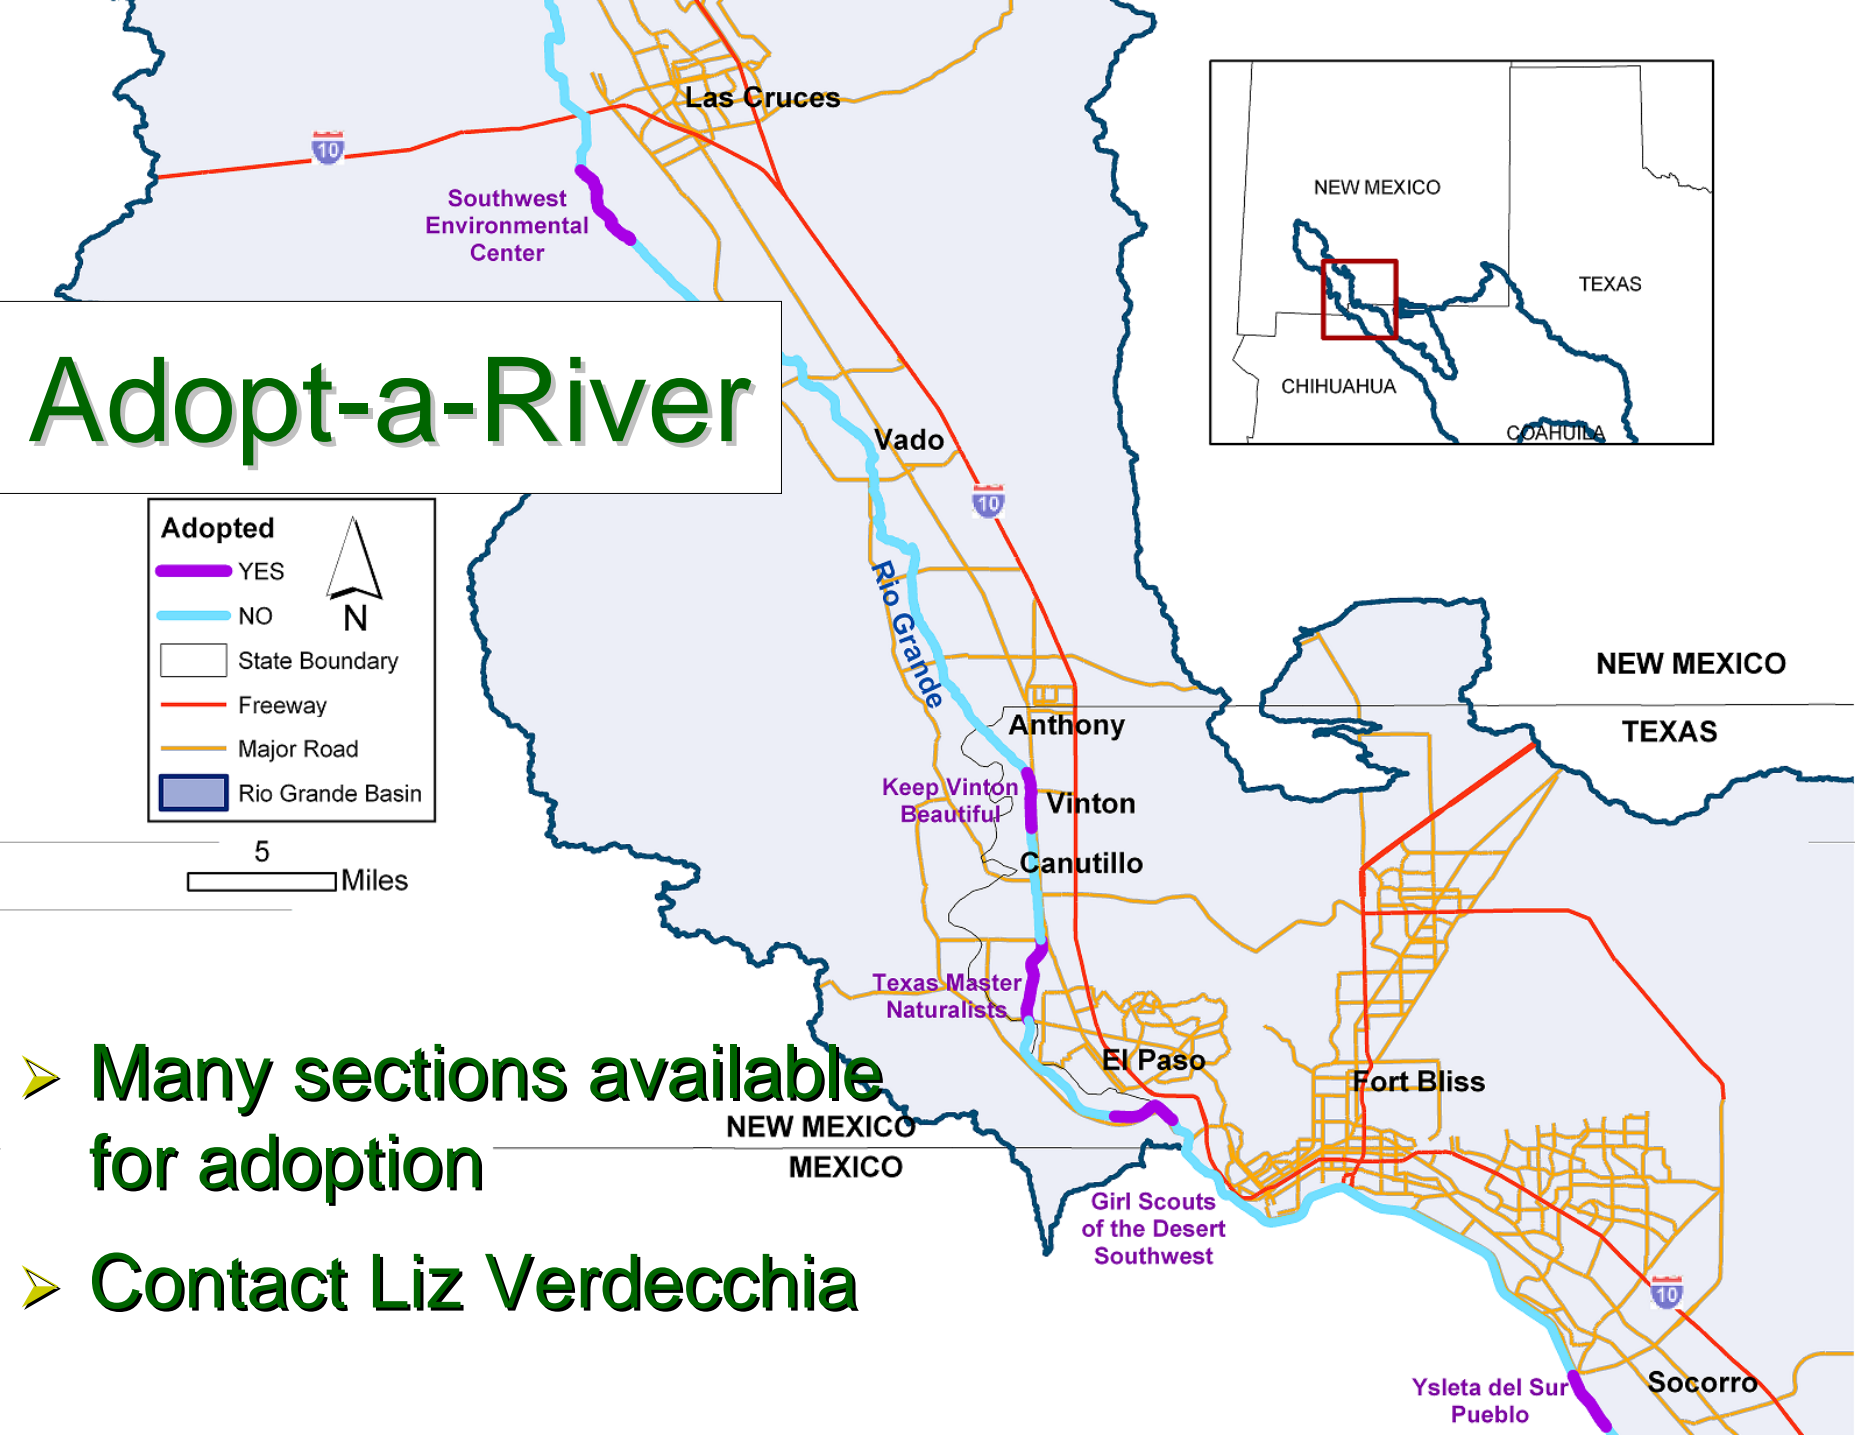 Las Cruces
10
Southwest
Environmental
Center
NEW MEXICO
TEXAS
CHIHUAHUA
COAHUILA
Adopt-a-River
Vado
10
Adopted
YES
N
NO
State Boundary
Freeway
Major Road
Rio Grande Basin
5
Miles
Rio Grande
NEW MEXICO
TEXAS
Anthony
Keep Vinton
Beautiful
Vinton
Canutillo
Texas Master
Naturalists
El Paso
Fort Bliss
Many sections available
for adoption
NEW MEXICO
MEXICO
Girl Scouts
of the Desert
Southwest
Contact Liz Verdecchia
10
Ysleta del Sur
Pueblo
Socorro